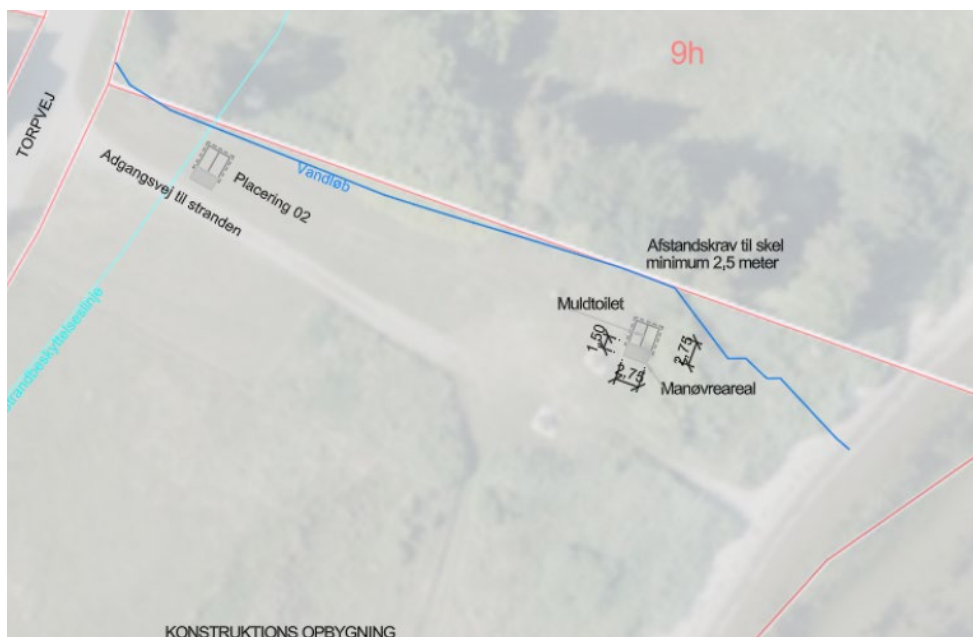 9h
TORPVEJ
Adgangsvej til stranden
Placering 02
Vandløb
Afstandskrav til skel
minimum 2,5 meter
Muldtoilet
1,50
2,75
2,75
Manøvreareal
strandbeskyttelseslinje
KONSTRUKTIONS OPBYGNING